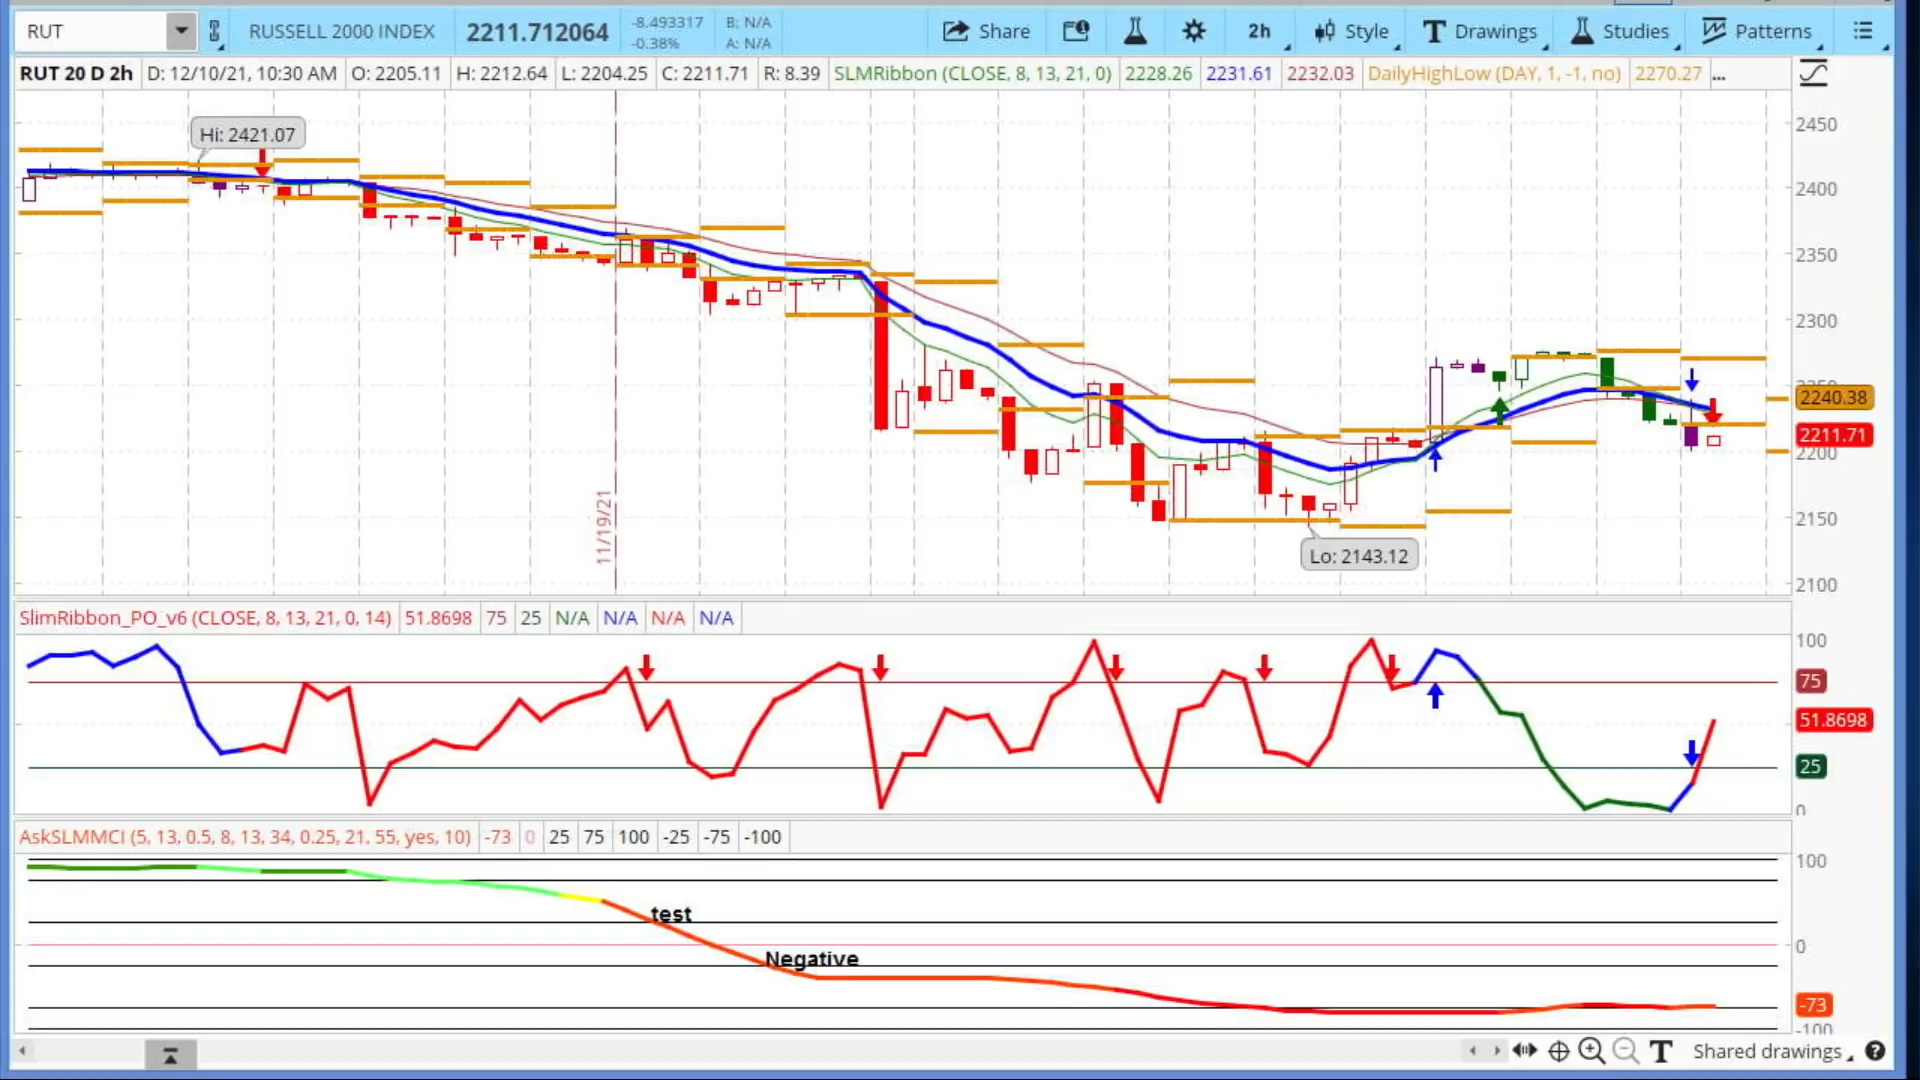 RUT RUSSELL 2000 INDEX 2211.712064 -8.493317 B: N/A Share 2h Style Drawings Studies Patterns
-0.38% A: N/A
RUT 20 D 2h D: 12/10/21, 10:30 AM O: 2205.11 H: 2212.64 L: 2204.25 C: 2211.71 R: 8.39 SLMRibbon (CLOSE, 8, 13, 21, 0) 2228.26 2231.61 2232.03 DailyHighLow (DAY, 1, -1, no) 2270.27 ...
2450
Hi: 2421.07
2400
2350
2300
2250
2240.38
2211.71
2200
11/19/21
2150
Lo: 2143.12
2100
SlimRibbon_PO_v6 (CLOSE, 8, 13, 21, 0, 14) 51.8698 75 25 N/A N/A N/A N/A
100
75
51.8698
25
0
AskSLMMCI (5, 13, 0.5, 8, 13, 34, 0.25, 21, 55, yes, 10) -73 0 25 75 100 -25 -75 -100
100
test
0
Negative
-73
-100
T Shared drawings ?